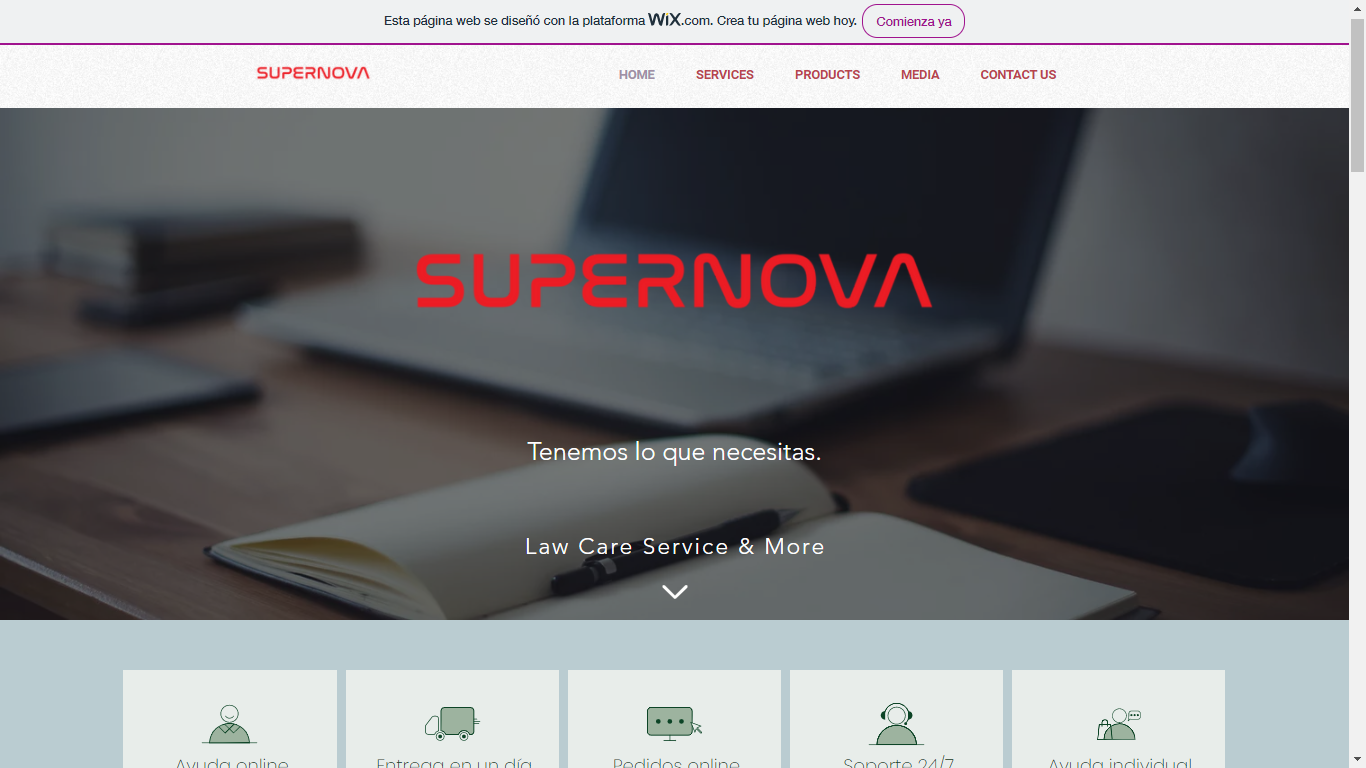 Esta página web se diseñó con la plataforma WiX.com. Crea tu página web hoy. Comienza ya
SUPERNOVA HOME SERVICES PRODUCTS MEDIA CONTACT US
SUPERNOVA
Tenemos lo que necesitas.
Law Care Service & More
Ayuda online Entrega en un día Pedidos online Soporte 24/7 Ayuda individual